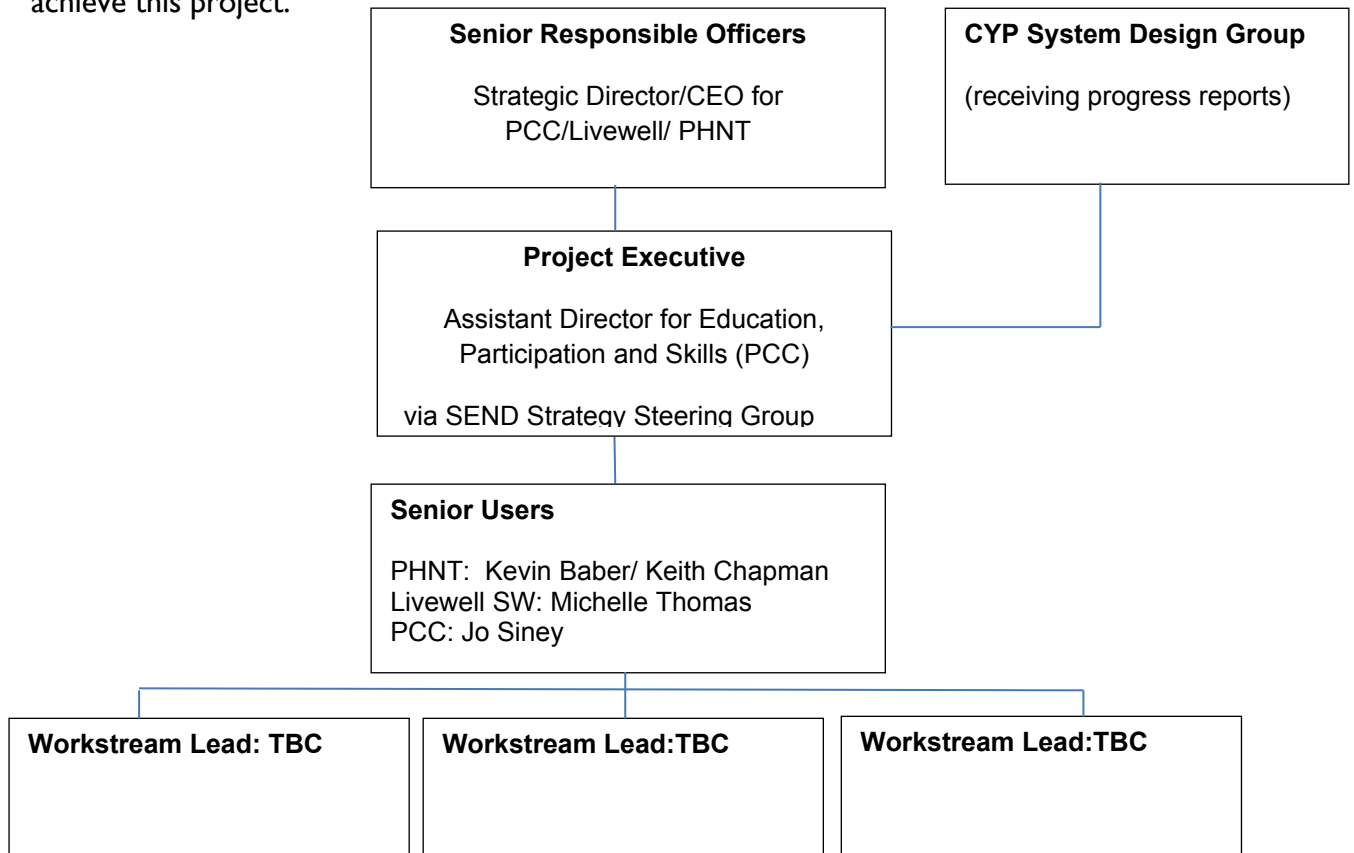 achieve this project.
Senior Responsible Officers
Strategic Director/CEO for
PCC/Livewell/ PHNT
CYP System Design Group
(receiving progress reports)
Project Executive
Assistant Director for Education,
Participation and Skills (PCC)
via SEND Strategy Steering Group
Senior Users
PHNT:  Kevin Baber/ Keith Chapman
Livewell SW: Michelle Thomas
PCC: Jo Siney
Workstream Lead: TBC
Workstream Lead:TBC
Workstream Lead:TBC